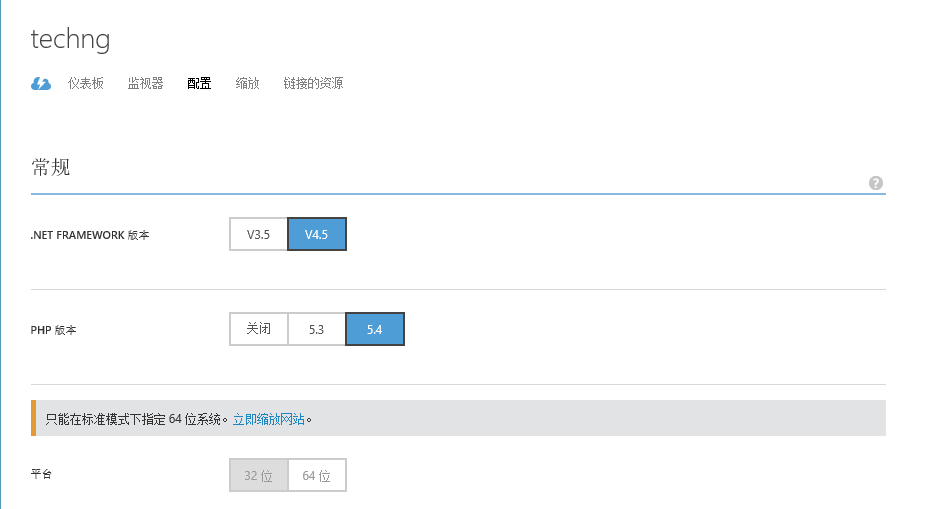 techng
仪表板 监视器 配置 缩放 链接的资源
常规
?
.NET FRAMEWORK 版本 V3.5 V4.5
PHP 版本 关闭 5.3 5.4
只能在标准模式下指定 64 位系统。立即缩放网站。
平台 32 位 64 位